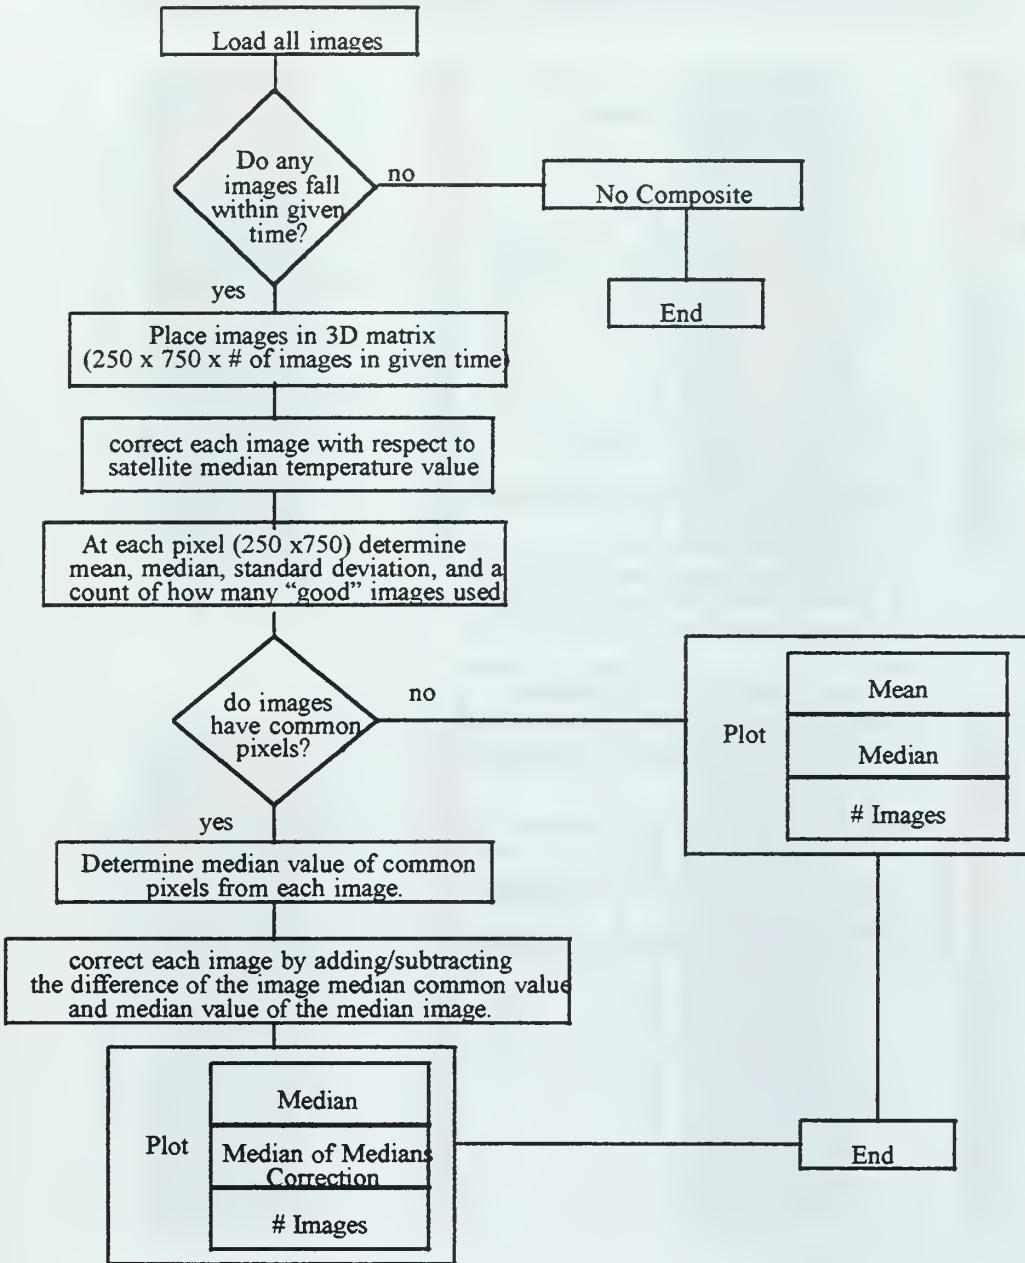 Load all images
Do any
images fall
within given
time?
no
No Composite
End
yes
Place images in 3D matrix
(250 x 750 x # of images in given time)
correct each image with respect to
satellite median temperature value
At each pixel (250 x750) determine
mean, median, standard deviation, and a
count of how many “good” images used
do images
have common
pixels?
no
Plot
Mean
Median
# Images
yes
Determine median value of common
pixels from each image.
correct each image by adding/subtracting
the difference of the image median common value
and median value of the median image.
Plot
Median
Median of Medians
Correction
# Images
End